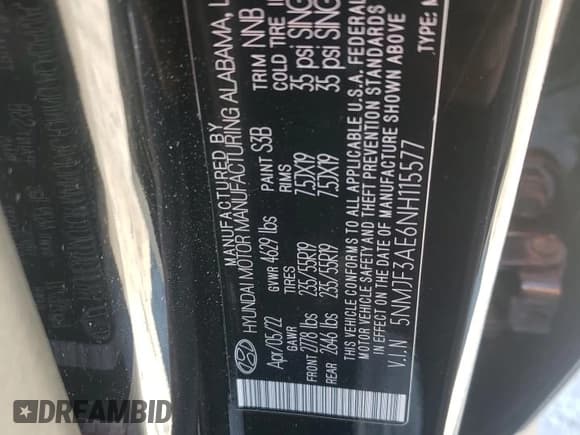 MANUFACTURED BY
HYUNDAI MOTOR MANUFACTURING ALABAMA, L
Apr/05/22 GVWR 4629 lbs PAINT S3B TRIM NNB
GAWR TIRES RIMS COLD TIRE
FRONT 2778 lbs 235/55R19 7.5JX19 35 psi SING
REAR 2646 lbs 235/55R19 7.5JX19 35 psi SING
THIS VEHICLE CONFORMS TO ALL APPLICABLE U.S.A. FEDERAL
MOTOR VEHICLE SAFETY AND THEFT PREVENTION STANDARDS
IN EFFECT ON THE DATE OF MANUFACTURE SHOWN ABOVE
V.I.N 5NMJF3AE6NH115577 TYPE: M
DREAMBID